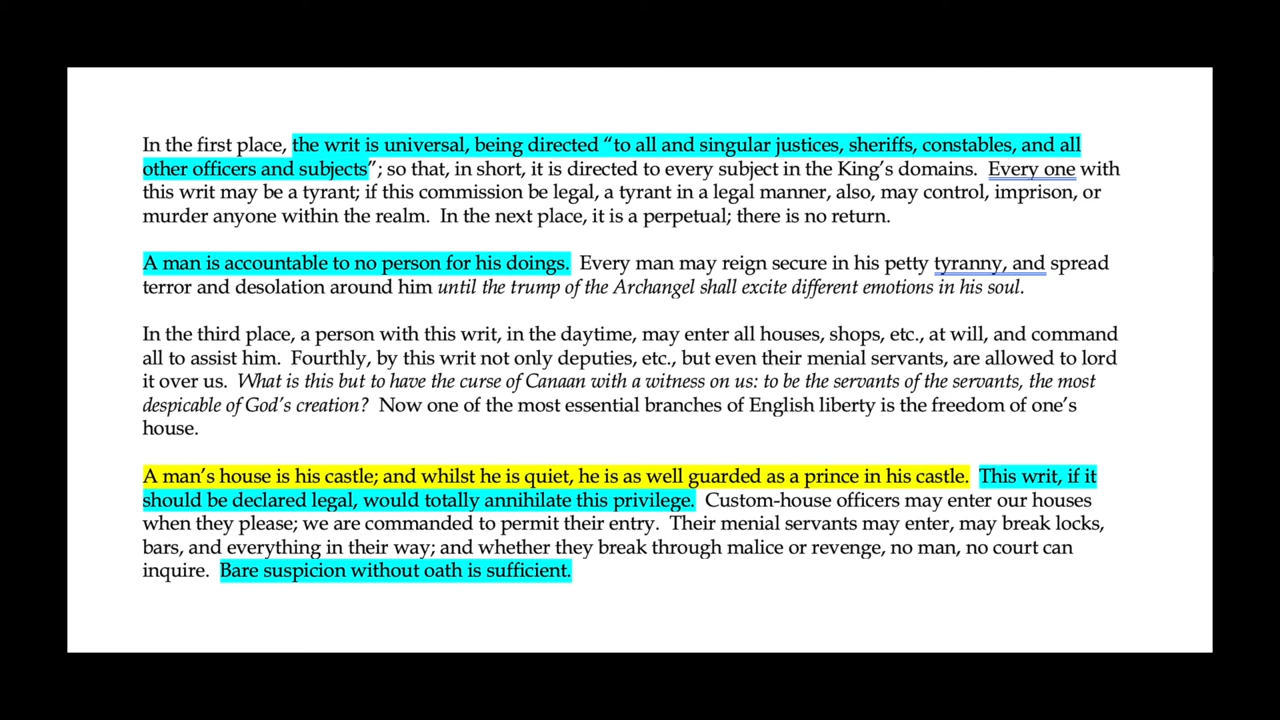 In the first place, the writ is universal, being directed “to all and singular justices, sheriffs, constables, and all
other officers and subjects”; so that, in short, it is directed to every subject in the King’s domains.  Every one with
this writ may be a tyrant; if this commission be legal, a tyrant in a legal manner, also, may control, imprison, or
murder anyone within the realm.  In the next place, it is a perpetual; there is no return.
A man is accountable to no person for his doings.  Every man may reign secure in his petty tyranny, and spread
terror and desolation around him until the trump of the Archangel shall excite different emotions in his soul.
In the third place, a person with this writ, in the daytime, may enter all houses, shops, etc., at will, and command
all to assist him.  Fourthly, by this writ not only deputies, etc., but even their menial servants, are allowed to lord
it over us.  What is this but to have the curse of Canaan with a witness on us: to be the servants of the servants, the most
despicable of God’s creation?  Now one of the most essential branches of English liberty is the freedom of one’s
house.
A man’s house is his castle; and whilst he is quiet, he is as well guarded as a prince in his castle.  This writ, if it
should be declared legal, would totally annihilate this privilege.  Custom-house officers may enter our houses
when they please; we are commanded to permit their entry.  Their menial servants may enter, may break locks,
bars, and everything in their way; and whether they break through malice or revenge, no man, no court can
inquire.  Bare suspicion without oath is sufficient.